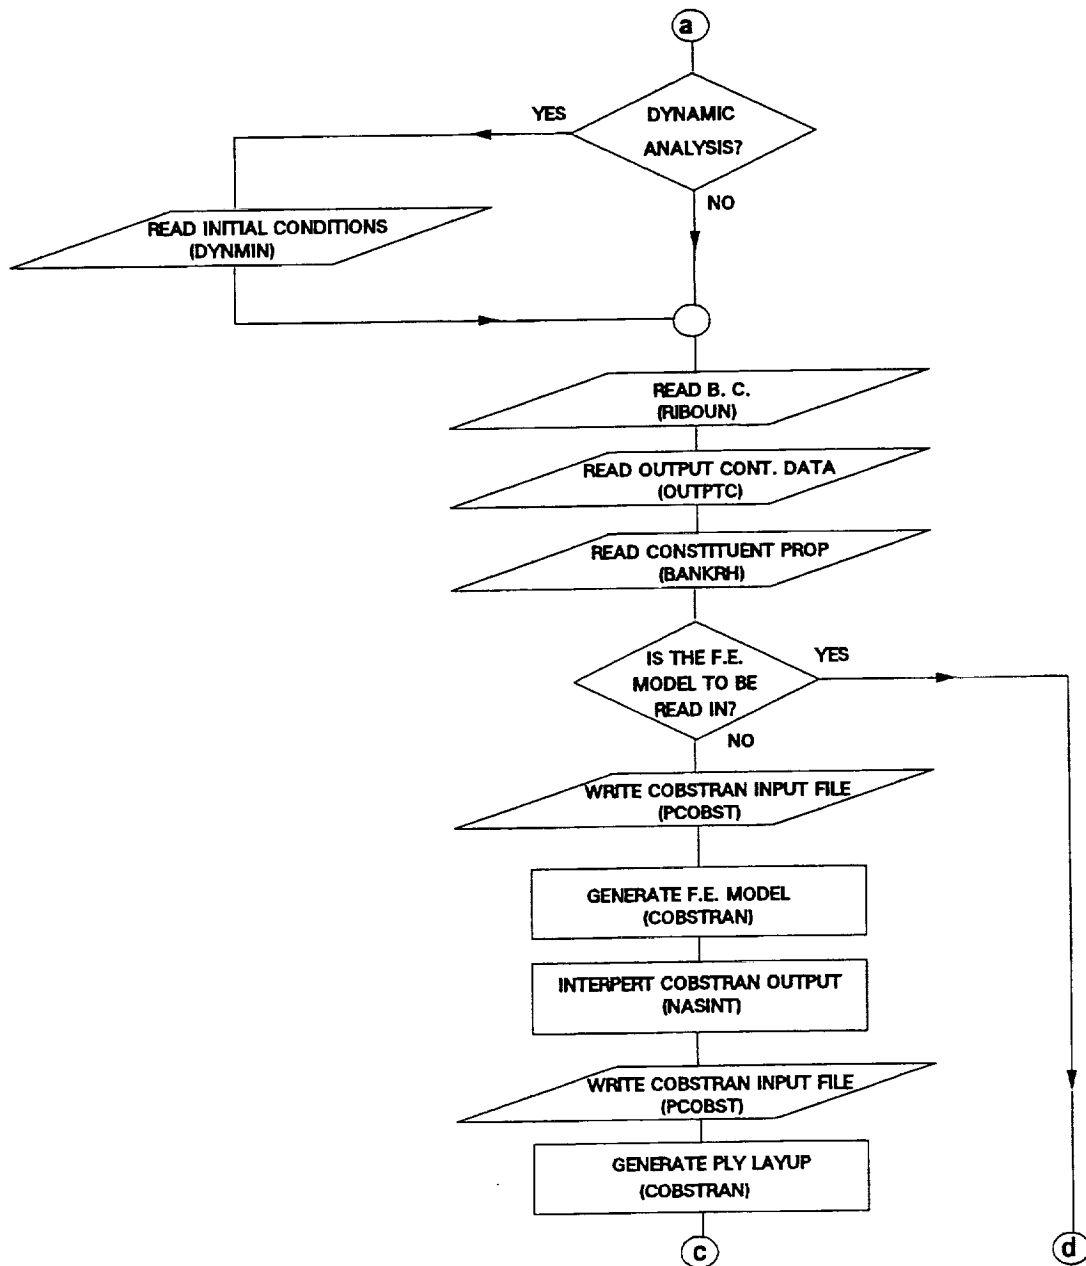 a
YES
DYNAMIC
ANALYSIS?
NO
READ INITIAL CONDITIONS
(DYNMIN)
READ B. C.
(RIBOUN)
READ OUTPUT CONT. DATA
(OUTPTC)
READ CONSTITUENT PROP
(BANKRH)
IS THE F.E.
MODEL TO BE
READ IN?
YES
NO
WRITE COBSTRAN INPUT FILE
(PCOBST)
GENERATE F.E. MODEL
(COBSTRAN)
INTERPERT COBSTRAN OUTPUT
(NASINT)
WRITE COBSTRAN INPUT FILE
(PCOBST)
GENERATE PLY LAYUP
(COBSTRAN)
c
d